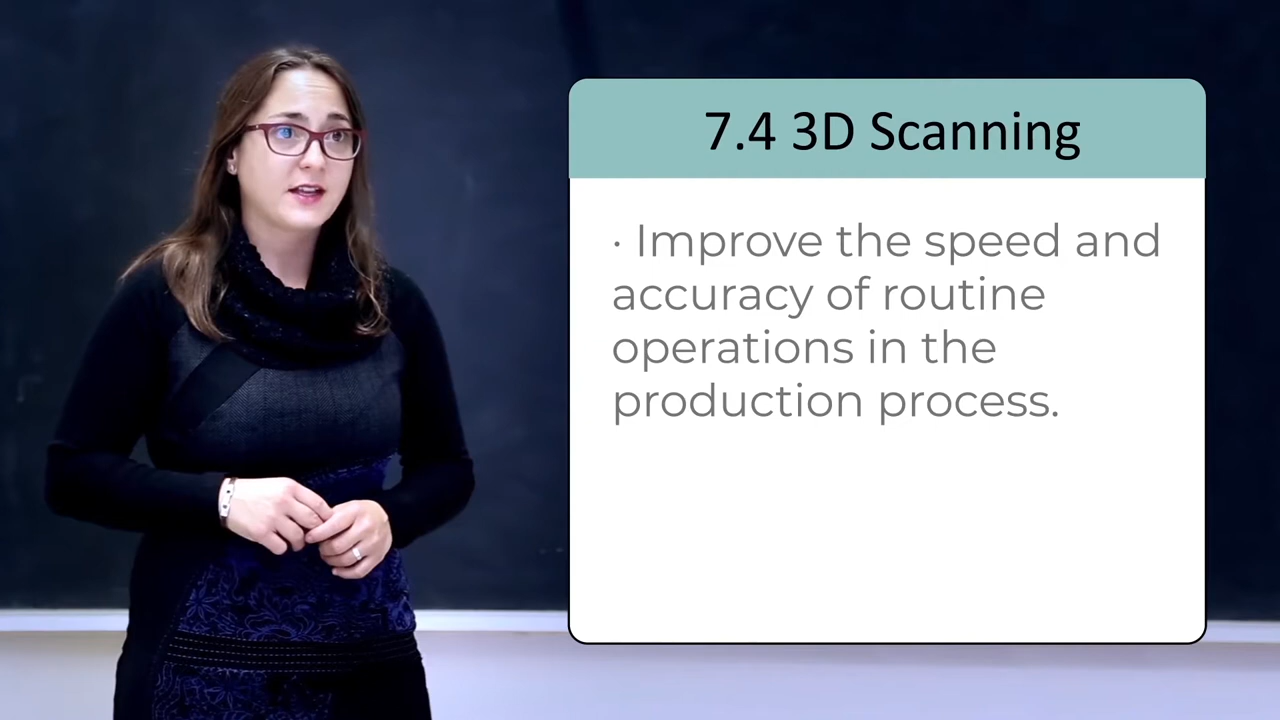 7.4 3D Scanning
· Improve the speed and
accuracy of routine
operations in the
production process.